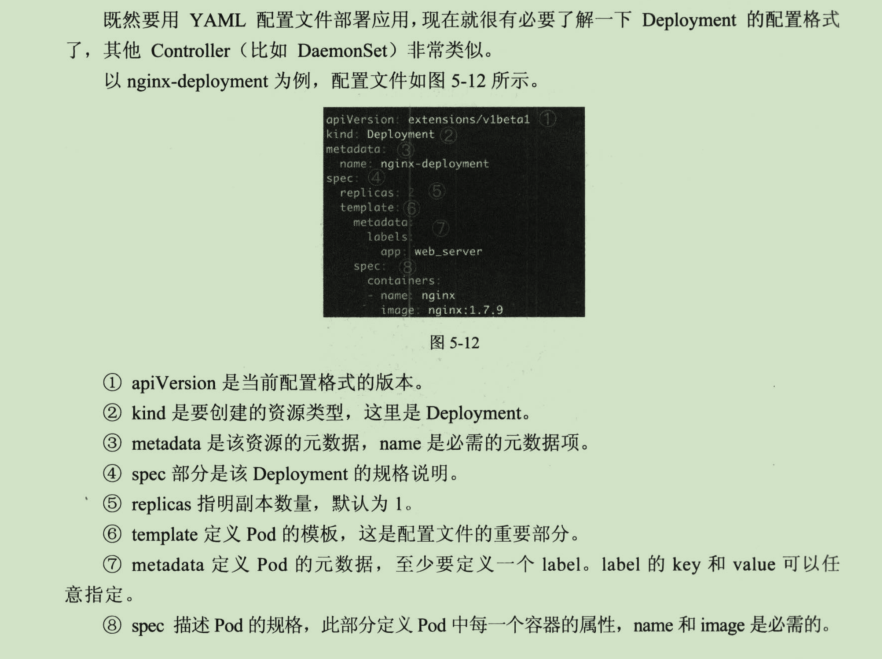 既然要用 YAML 配置文件部署应用，现在就很有必要了解一下 Deployment 的配置格式
了，其他 Controller（比如 DaemonSet）非常类似。
以 nginx-deployment 为例，配置文件如图 5-12 所示。
apiVersion: extensions/v1beta1 ①
kind: Deployment ②
metadata: ③
name: nginx-deployment
spec: ④
replicas: 2 ⑤
template: ⑥
metadata:
⑦
labels:
app: web_server
spec: ⑧
containers:
- name: nginx
image: nginx:1.7.9
图 5-12
① apiVersion 是当前配置格式的版本。
② kind 是要创建的资源类型，这里是 Deployment。
③ metadata 是该资源的元数据，name 是必需的元数据项。
④ spec 部分是该 Deployment 的规格说明。
⑤ replicas 指明副本数量，默认为 1。
⑥ template 定义 Pod 的模板，这是配置文件的重要部分。
⑦ metadata 定义 Pod 的元数据，至少要定义一个 label。label 的 key 和 value 可以任
意指定。
⑧ spec 描述 Pod 的规格，此部分定义 Pod 中每一个容器的属性，name 和 image 是必需的。